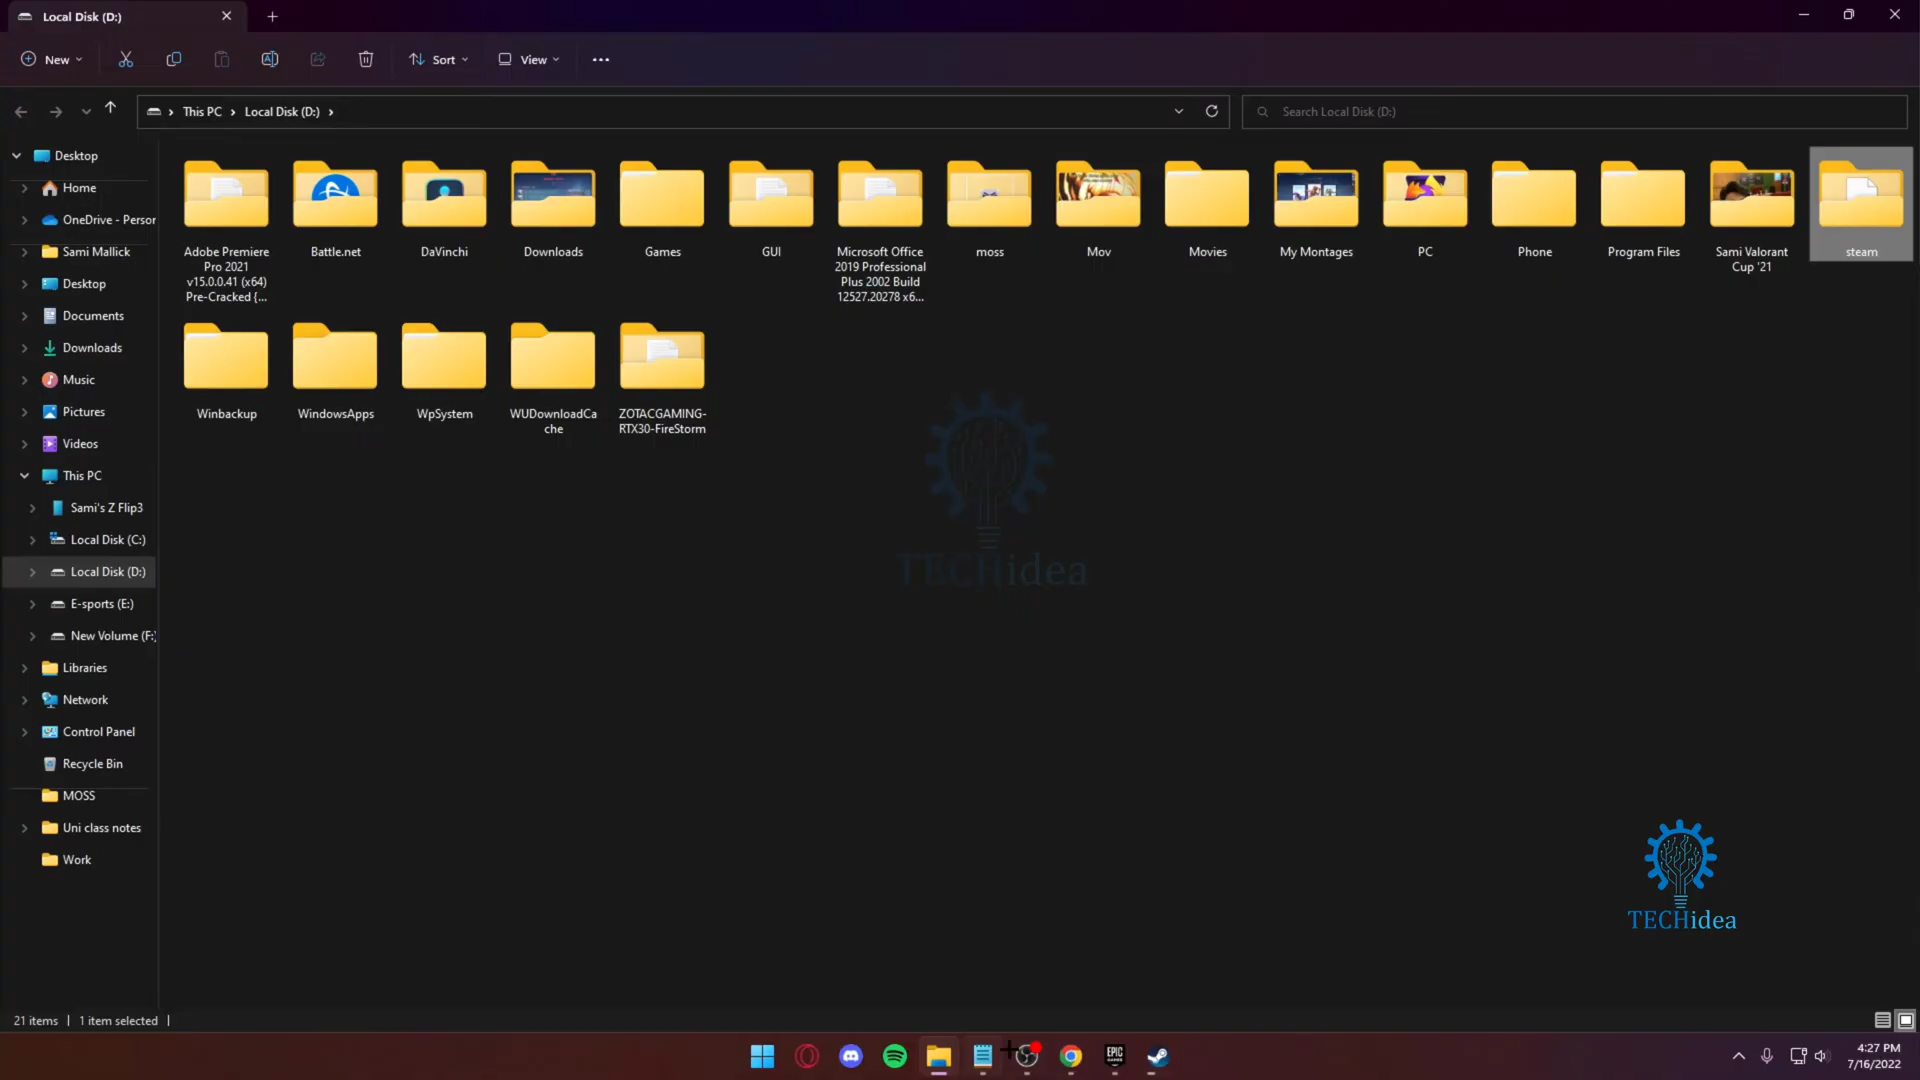 Local Disk (D:)
New
Sort
View
This PC
Local Disk (D:)
Search Local Disk (D:)
Desktop
Home
OneDrive - Person
Sami Mallick
Desktop
Documents
Downloads
Music
Pictures
Videos
This PC
Sami's Z Flip3
Local Disk (C:)
Local Disk (D:)
E-sports (E:)
New Volume (F:)
Libraries
Network
Control Panel
Recycle Bin
MOSS
Uni class notes
Work
Adobe Premiere
Pro 2021
v15.0.0.41 (x64)
Pre-Cracked {...
Battle.net
DaVinchi
Downloads
Games
GUI
Microsoft Office
2019 Professional
Plus 2002 Build
12527.20278 x6...
moss
Mov
Movies
My Montages
PC
Phone
Program Files
Sami Valorant
Cup '21
steam
Winbackup
WindowsApps
WpSystem
WUDownloadCa
che
ZOTACGAMING-
RTX30-FireStorm
TECHidea
TECHidea
21 items
1 item selected
EPIC
GAMES
4:27 PM
7/16/2022